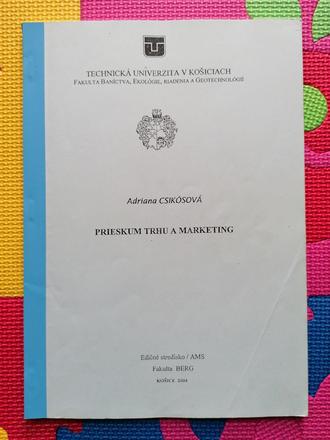 TECHNICKÁ UNIVERZITA V KOŠICIACH
FAKULTA BANÍCTVA, EKOLÓGIE, RIADENIA A GEOTECHNOLÓGIÍ
Adriana CSIKÓSOVÁ
PRIESKUM TRHU A MARKETING
Edičné stredisko / AMS
Fakulta BERG
KOŠICE 2004